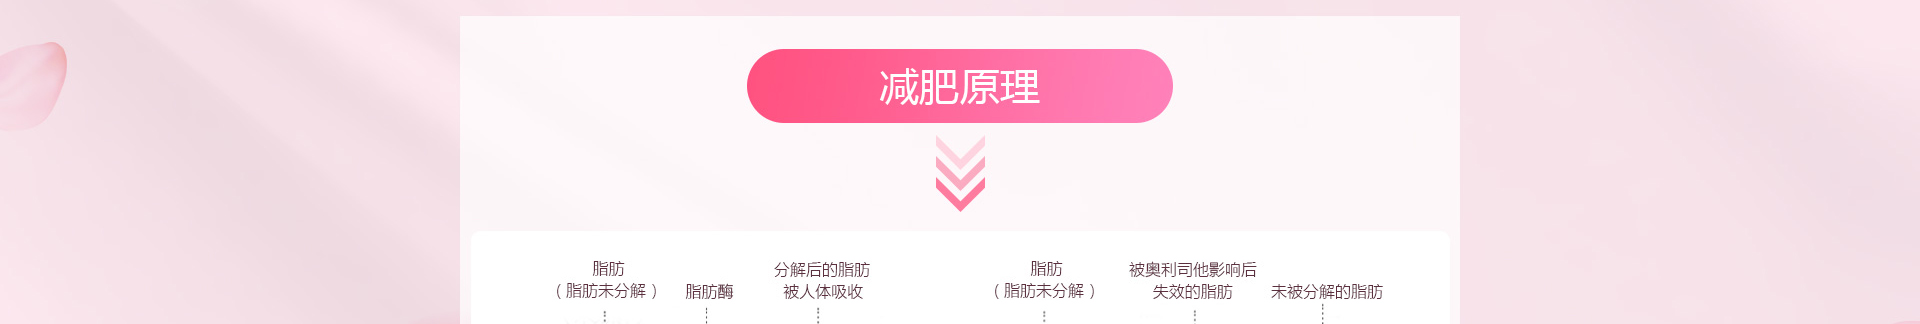 减肥原理
脂肪
（脂肪未分解）
脂肪酶
分解后的脂肪
被人体吸收
脂肪
（脂肪未分解）
被奥利司他影响后
失效的脂肪
未被分解的脂肪